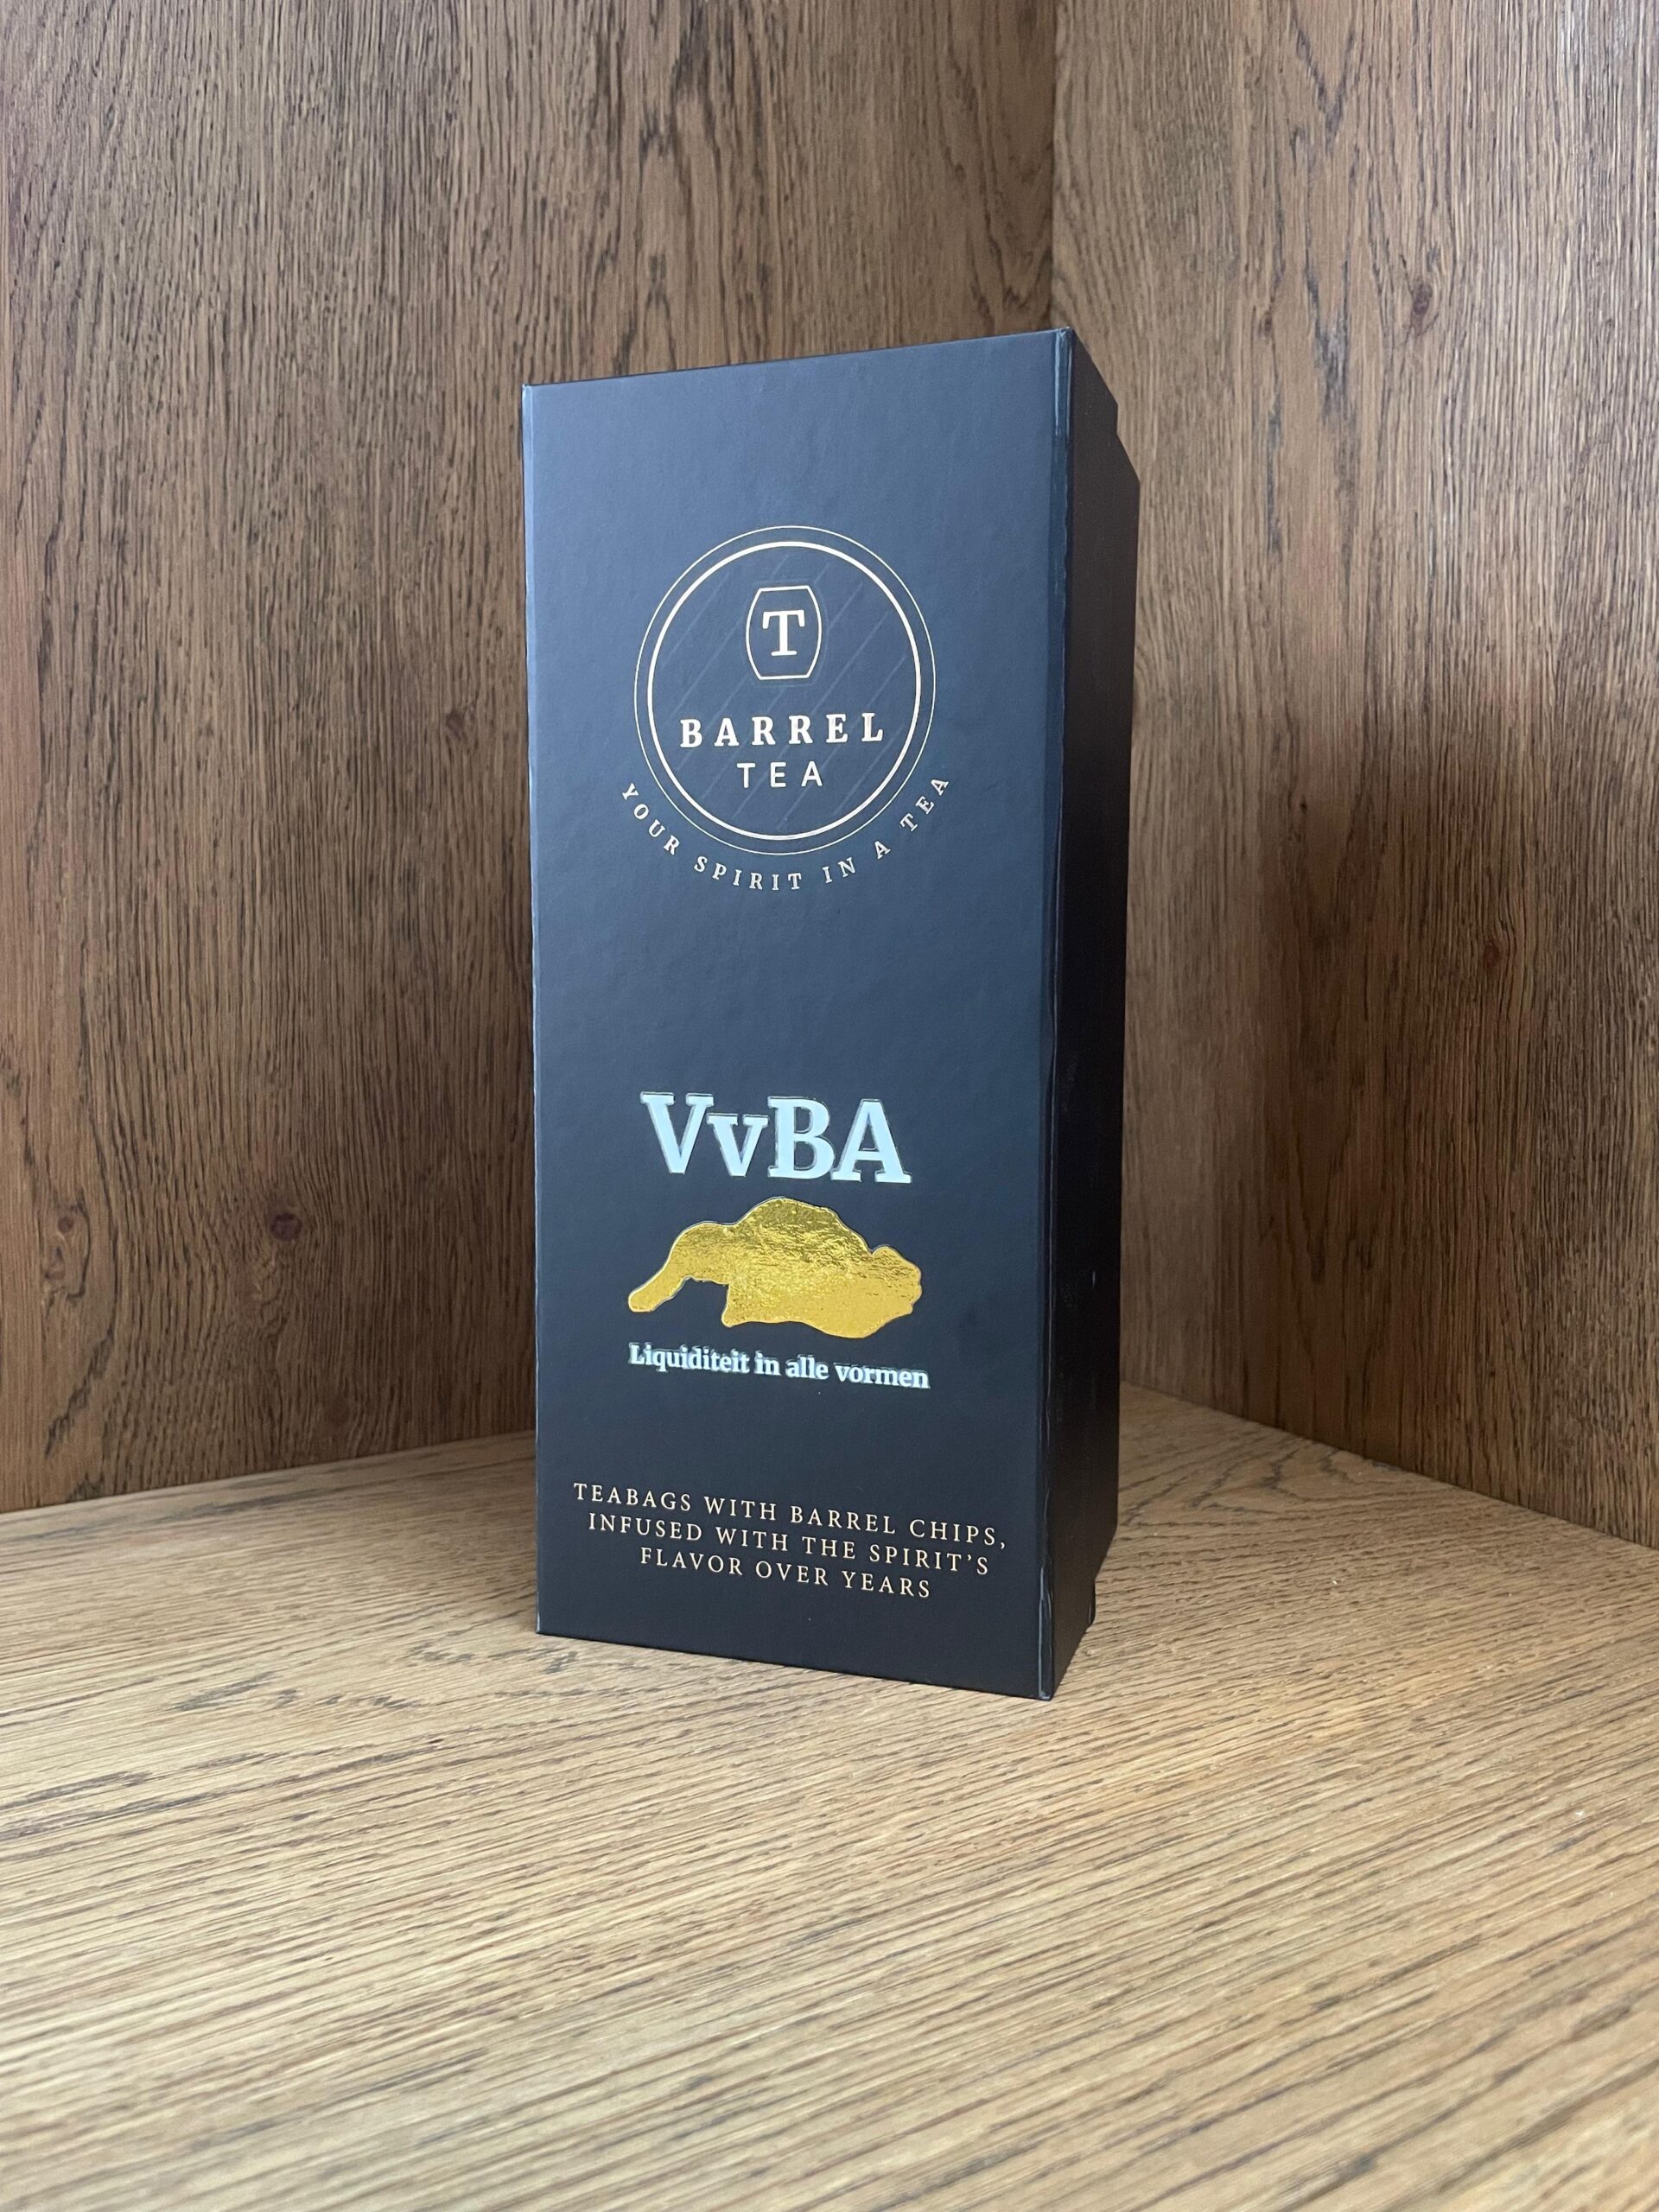 T
BARREL
TEA
YOUR SPIRIT IN A TEA
VvBA
Liquiditeit in alle vormen
TEABAGS WITH BARREL CHIPS,
INFUSED WITH THE SPIRIT'S
FLAVOR OVER YEARS